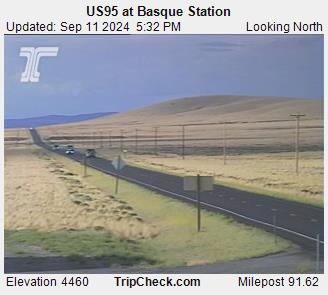 US95 at Basque Station
Updated: Sep 11 2024 5:32 PM Looking North
Elevation 4460 TripCheck.com Milepost 91.62